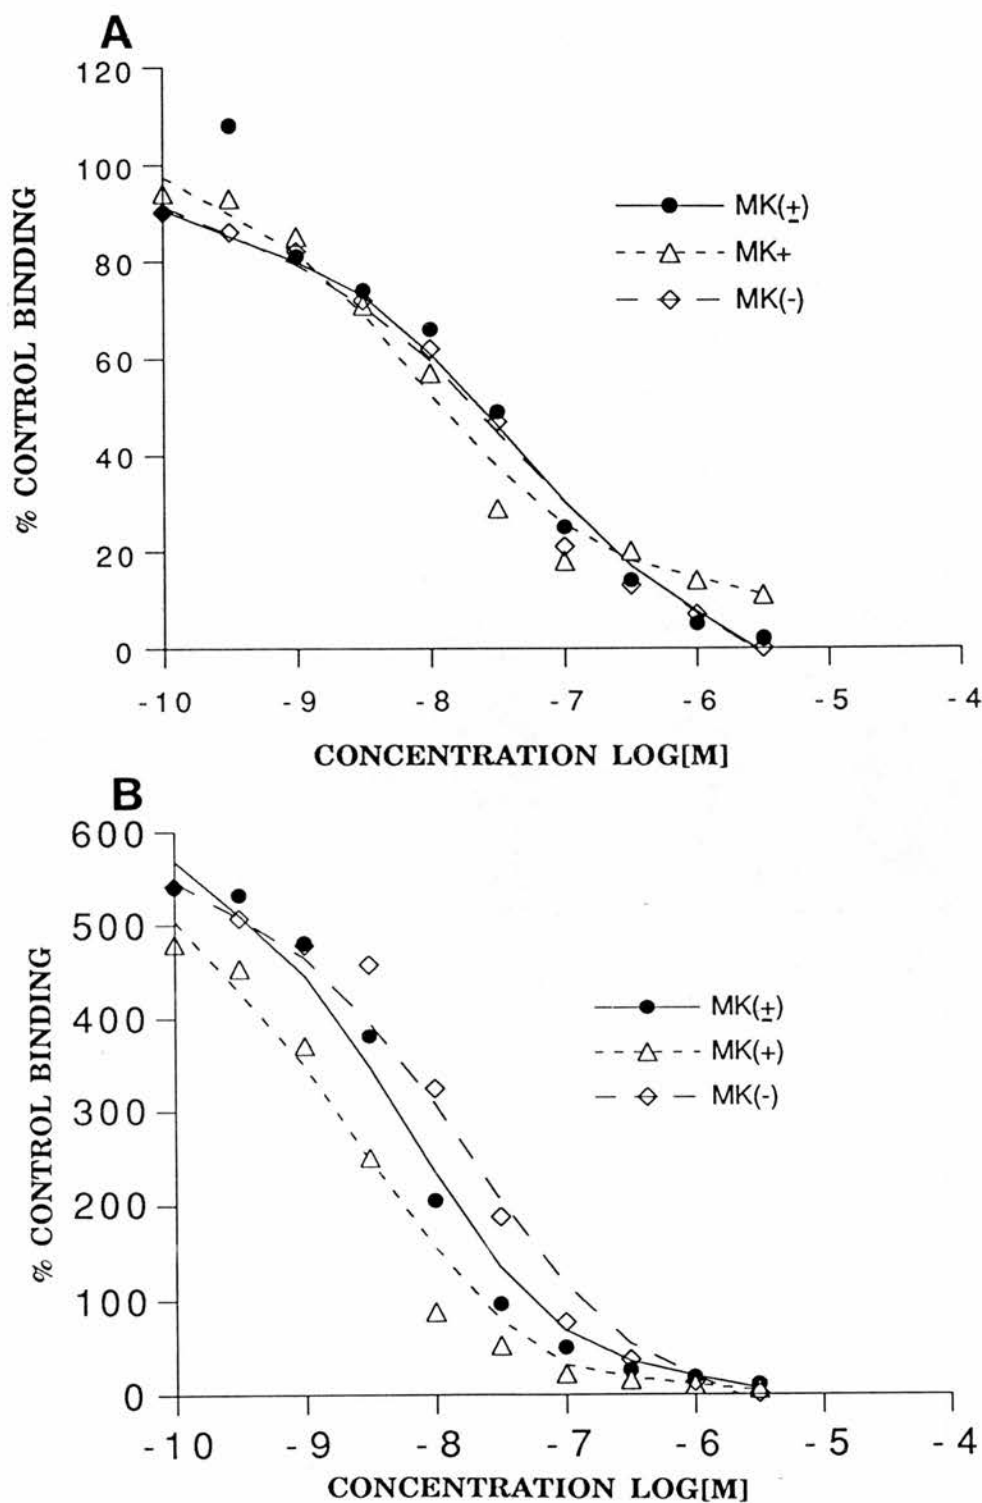 A
120
100
80
60
40
20
0
% CONTROL BINDING
MK(±)
MK+
MK(-)
-10 -9 -8 -7 -6 -5 -4
CONCENTRATION LOG[M]
B
600
500
400
300
200
100
0
% CONTROL BINDING
MK(±)
MK(+)
MK(-)
-10 -9 -8 -7 -6 -5 -4
CONCENTRATION LOG[M]